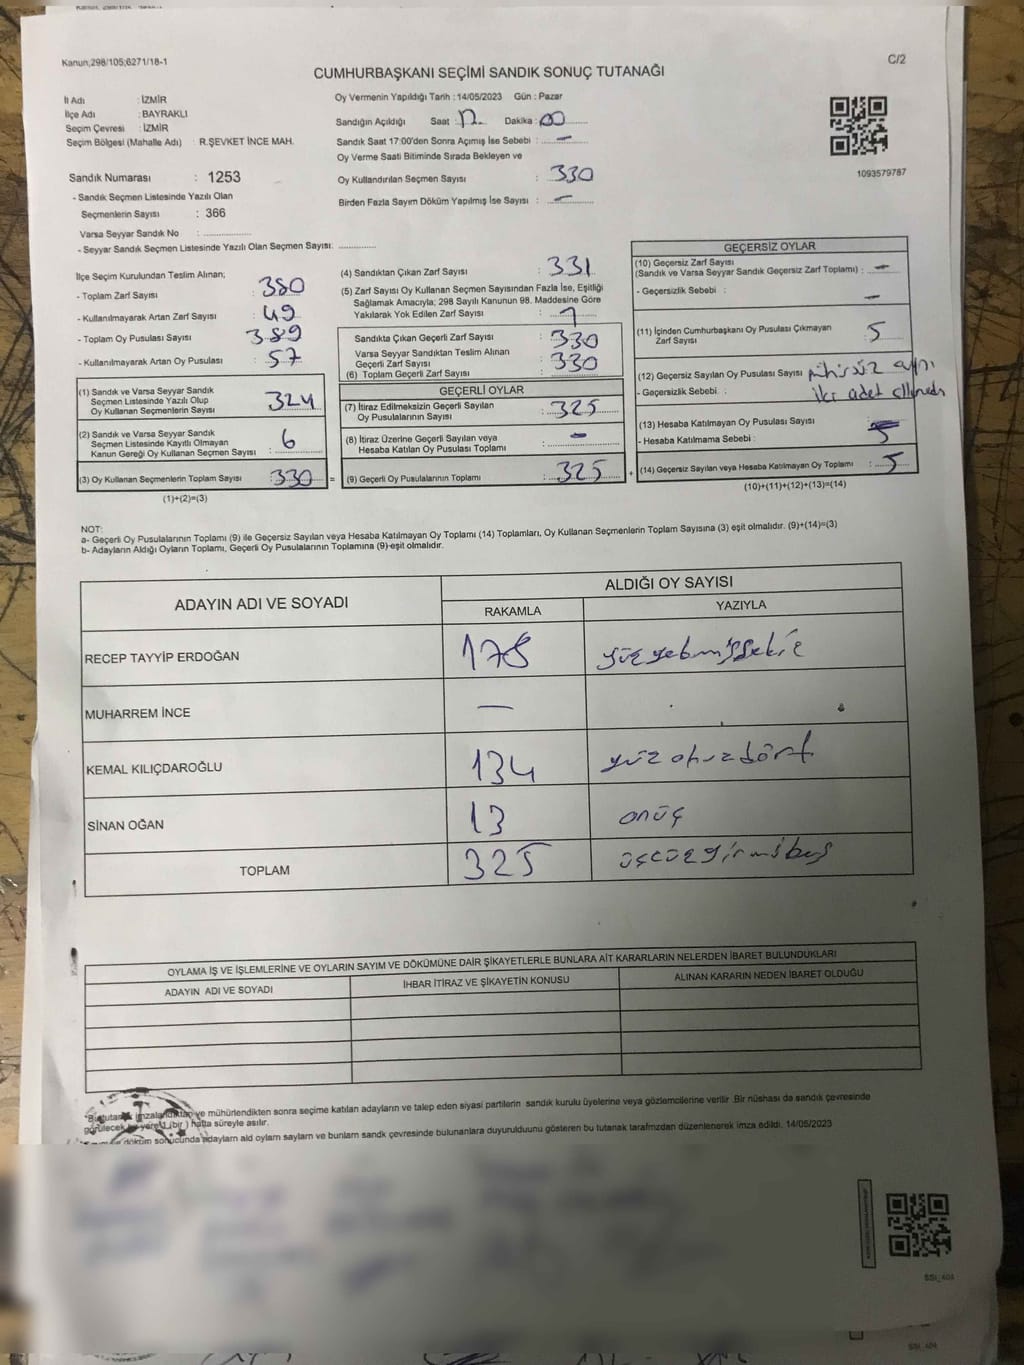 Kanun,298/105;6271/18-1
C/2
CUMHURBAŞKANI SEÇİMİ SANDIK SONUÇ TUTANAĞI
İl Adı : İZMİR
İlçe Adı : BAYRAKLI
Seçim Çevresi : İZMİR
Seçim Bölgesi (Mahalle Adı) : R.ŞEVKET İNCE MAH.
Sandık Numarası : 1253
- Sandık Seçmen Listesinde Yazılı Olan
Seçmenlerin Sayısı : 366
Varsa Seyyar Sandık No :
- Seyyar Sandık Seçmen Listesinde Yazılı Olan Seçmen Sayısı:
Oy Vermenin Yapıldığı Tarih : 14/05/2023 Gün : Pazar
Sandığın Açıldığı Saat : Dakika : 00
Sandık Saat 17:00'den Sonra Açımış İse Sebebi : —
Oy Verme Saati Bitiminde Sırada Bekleyen ve
Oy Kullandırılan Seçmen Sayısı : 330
Birden Fazla Sayım Döküm Yapılmış İse Sayısı : —
1093579787
İlçe Seçim Kurulundan Teslim Alınan;
- Toplam Zarf Sayısı : 380
- Kullanılmayarak Artan Zarf Sayısı : 49
- Toplam Oy Pusulası Sayısı : 389
- Kullanılmayarak Artan Oy Pusulası : 57
(1) Sandık ve Varsa Seyyar Sandık
Seçmen Listesinde Yazılı Olup
Oy Kullanan Seçmenlerin Sayısı : 324
(2) Sandık ve Varsa Seyyar Sandık
Seçmen Listesinde Kayıtlı Olmayan
Kanun Gereği Oy Kullanan Seçmen Sayısı : 6
(3) Oy Kullanan Seçmenlerin Toplam Sayısı : 330 =
(1)+(2)=(3)
(4) Sandıktan Çıkan Zarf Sayısı : 331
(5) Zarf Sayısı Oy Kullanan Seçmen Sayısından Fazla İse, Eşitliği
Sağlamak Amacıyla; 298 Sayılı Kanunun 98. Maddesine Göre
Yakılarak Yok Edilen Zarf Sayısı : 1
Sandıkta Çıkan Geçerli Zarf Sayısı : 330
Varsa Seyyar Sandıktan Teslim Alınan
Geçerli Zarf Sayısı : 330
(6) Toplam Geçerli Zarf Sayısı :
GEÇERLİ OYLAR
(7) İtiraz Edilmeksizin Geçerli Sayılan
Oy Pusulalarının Sayısı : 325
(8) İtiraz Üzerine Geçerli Sayılan veya
Hesaba Katılan Oy Pusulası Toplamı : —
(9) Geçerli Oy Pusulalarının Toplamı : 325 +
GEÇERSİZ OYLAR
(10) Geçersiz Zarf Sayısı
(Sandık ve Varsa Seyyar Sandık Geçersiz Zarf Toplamı) : —
- Geçersizlik Sebebi : —
(11) İçinden Cumhurbaşkanı Oy Pusulası Çıkmayan
Zarf Sayısı : 5
(12) Geçersiz Sayılan Oy Pusulası Sayısı mühürsüz aynı
- Geçersizlik Sebebi : iki adet
(13) Hesaba Katılmayan Oy Pusulası Sayısı
- Hesaba Katılmama Sebebi : 5
(14) Geçersiz Sayılan veya Hesaba Katılmayan Oy Toplamı : 5
(10)+(11)+(12)+(13)=(14)
NOT:
a- Geçerli Oy Pusulalarının Toplamı (9) ile Geçersiz Sayılan veya Hesaba Katılmayan Oy Toplamı (14) Toplamları, Oy Kullanan Seçmenlerin Toplam Sayısına (3) eşit olmalıdır. (9)+(14)=(3)
b- Adayların Aldığı Oyların Toplamı, Geçerli Oy Pusulalarının Toplamına (9) eşit olmalıdır.
ADAYIN ADI VE SOYADI
ALDIĞI OY SAYISI
RAKAMLA YAZIYLA
RECEP TAYYİP ERDOĞAN 178 yüzyetmişsekiz
MUHARREM İNCE —
KEMAL KILIÇDAROĞLU 134 yüz otuzdört
SİNAN OĞAN 13 onüç
TOPLAM 325 üçyüzyirmibeş
OYLAMA İŞ VE İŞLEMLERİNE VE OYLARIN SAYIM VE DÖKÜMÜNE DAİR ŞİKAYETLERLE BUNLARA AİT KARARLARIN NELERDEN İBARET BULUNDUKLARI
ADAYIN ADI VE SOYADI İHBAR İTİRAZ VE ŞİKAYETİN KONUSU ALINAN KARARIN NEDEN İBARET OLDUĞU
*Bu tutanak imzalandıktan ve mühürlendikten sonra seçime katılan adayların ve talep eden siyasi partilerin sandık kurulu üyelerine veya gözlemcilerine verilir .Bir nüshası da sandık çevresinde
görülecek bir yere 1 (bir) hafta süreyle asılır.
döküm sonucunda adayların ald oyların sayların ve bunların sandk çevresinde bulunanlara duyurulduunu gösteren bu tutanak tarafmzdan düzenlenerek imza edildi. 14/05/2023
SSİ_404
SSİ_404